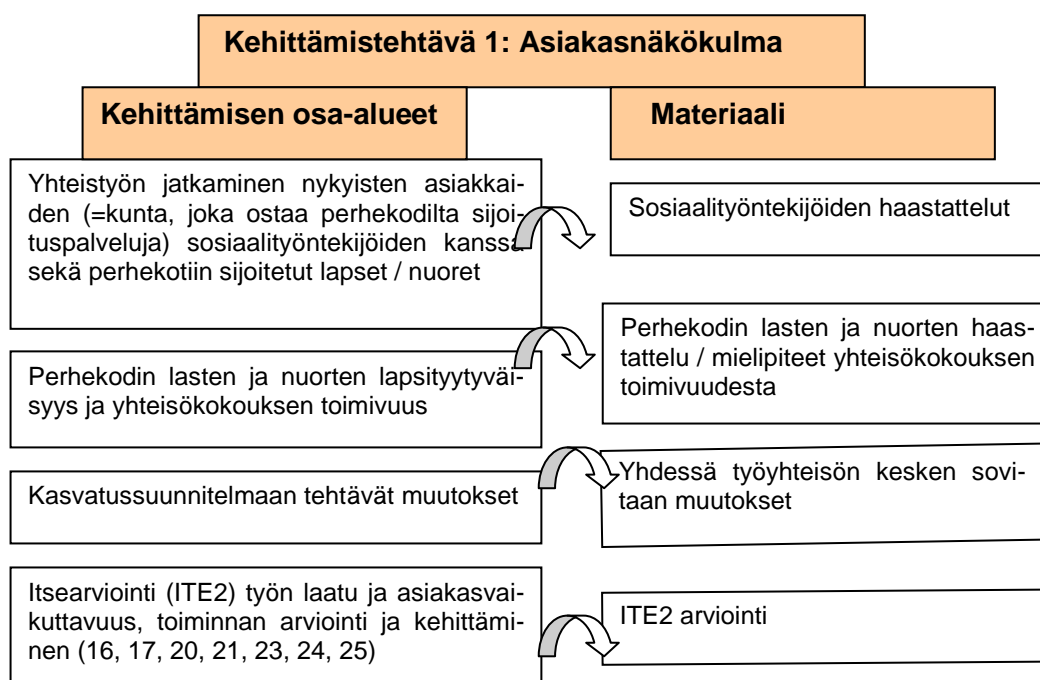 Kehittämistehtävä 1: Asiakasnäkökulma
Kehittämisen osa-alueet
Materiaali
Yhteistyön jatkaminen nykyisten asiakkai-
den (=kunta, joka ostaa perhekodilta sijoi-
tuspalveluja) sosiaalityöntekijöiden kanssa
sekä perhekotiin sijoitetut lapset / nuoret
Sosiaalityöntekijöiden haastattelut
Perhekodin lasten ja nuorten lapsityytyväi-
syys ja yhteisökokouksen toimivuus
Perhekodin lasten ja nuorten haas-
tattelu / mielipiteet yhteisökokouksen
toimivuudesta
Kasvatussuunnitelmaan tehtävät muutokset
Yhdessä työyhteisön kesken sovi-
taan muutokset
Itsearviointi (ITE2) työn laatu ja asiakasvai-
kuttavuus, toiminnan arviointi ja kehittämi-
nen (16, 17, 20, 21, 23, 24, 25)
ITE2 arviointi